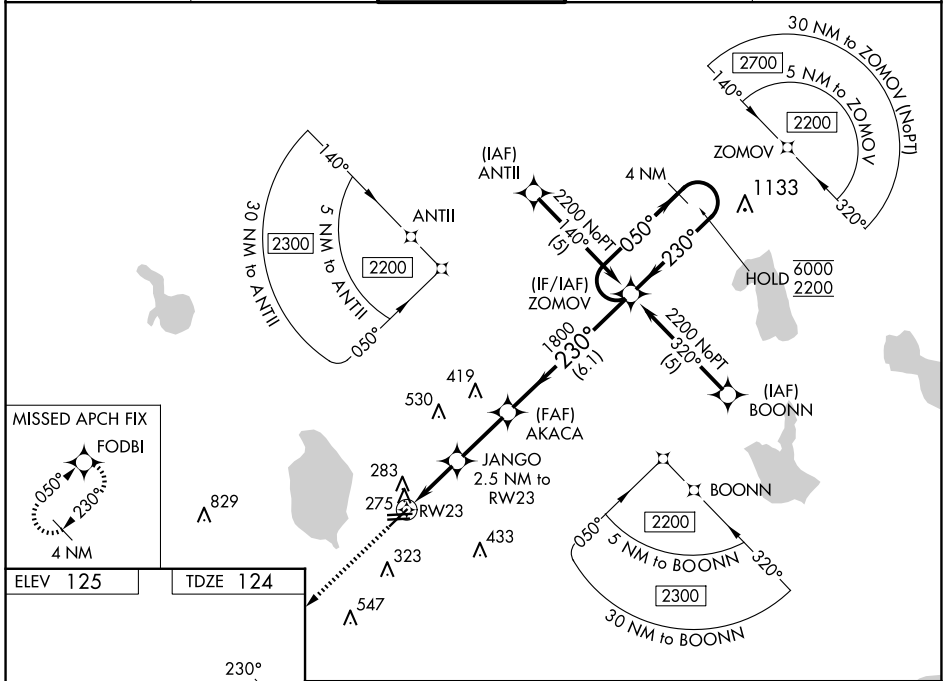 30 NM to ZOMOV (NoPT)
2700
5 NM to ZOMOV
140°
2200
ZOMOV
320°
1133
(IAF)
ANTII
4 NM
2200 NoPT
140°
(5)
050°
230°
HOLD 6000
2200
(IF/IAF)
ZOMOV
140°
ANTII
30 NM to ANTII
2300
5 NM to ANTII
2200
050°
1800
230°
(6.1)
2200 NoPT
320°
(5)
(IAF)
BOONN
419
530
(FAF)
AKACA
JANGO
2.5 NM to
RW23
283
275
RW23
829
433
323
547
BOONN
2200
050°
5 NM to BOONN
320°
2300
30 NM to BOONN
MISSED APCH FIX
FODBI
050°
230°
4 NM
ELEV 125
TDZE 124
230°